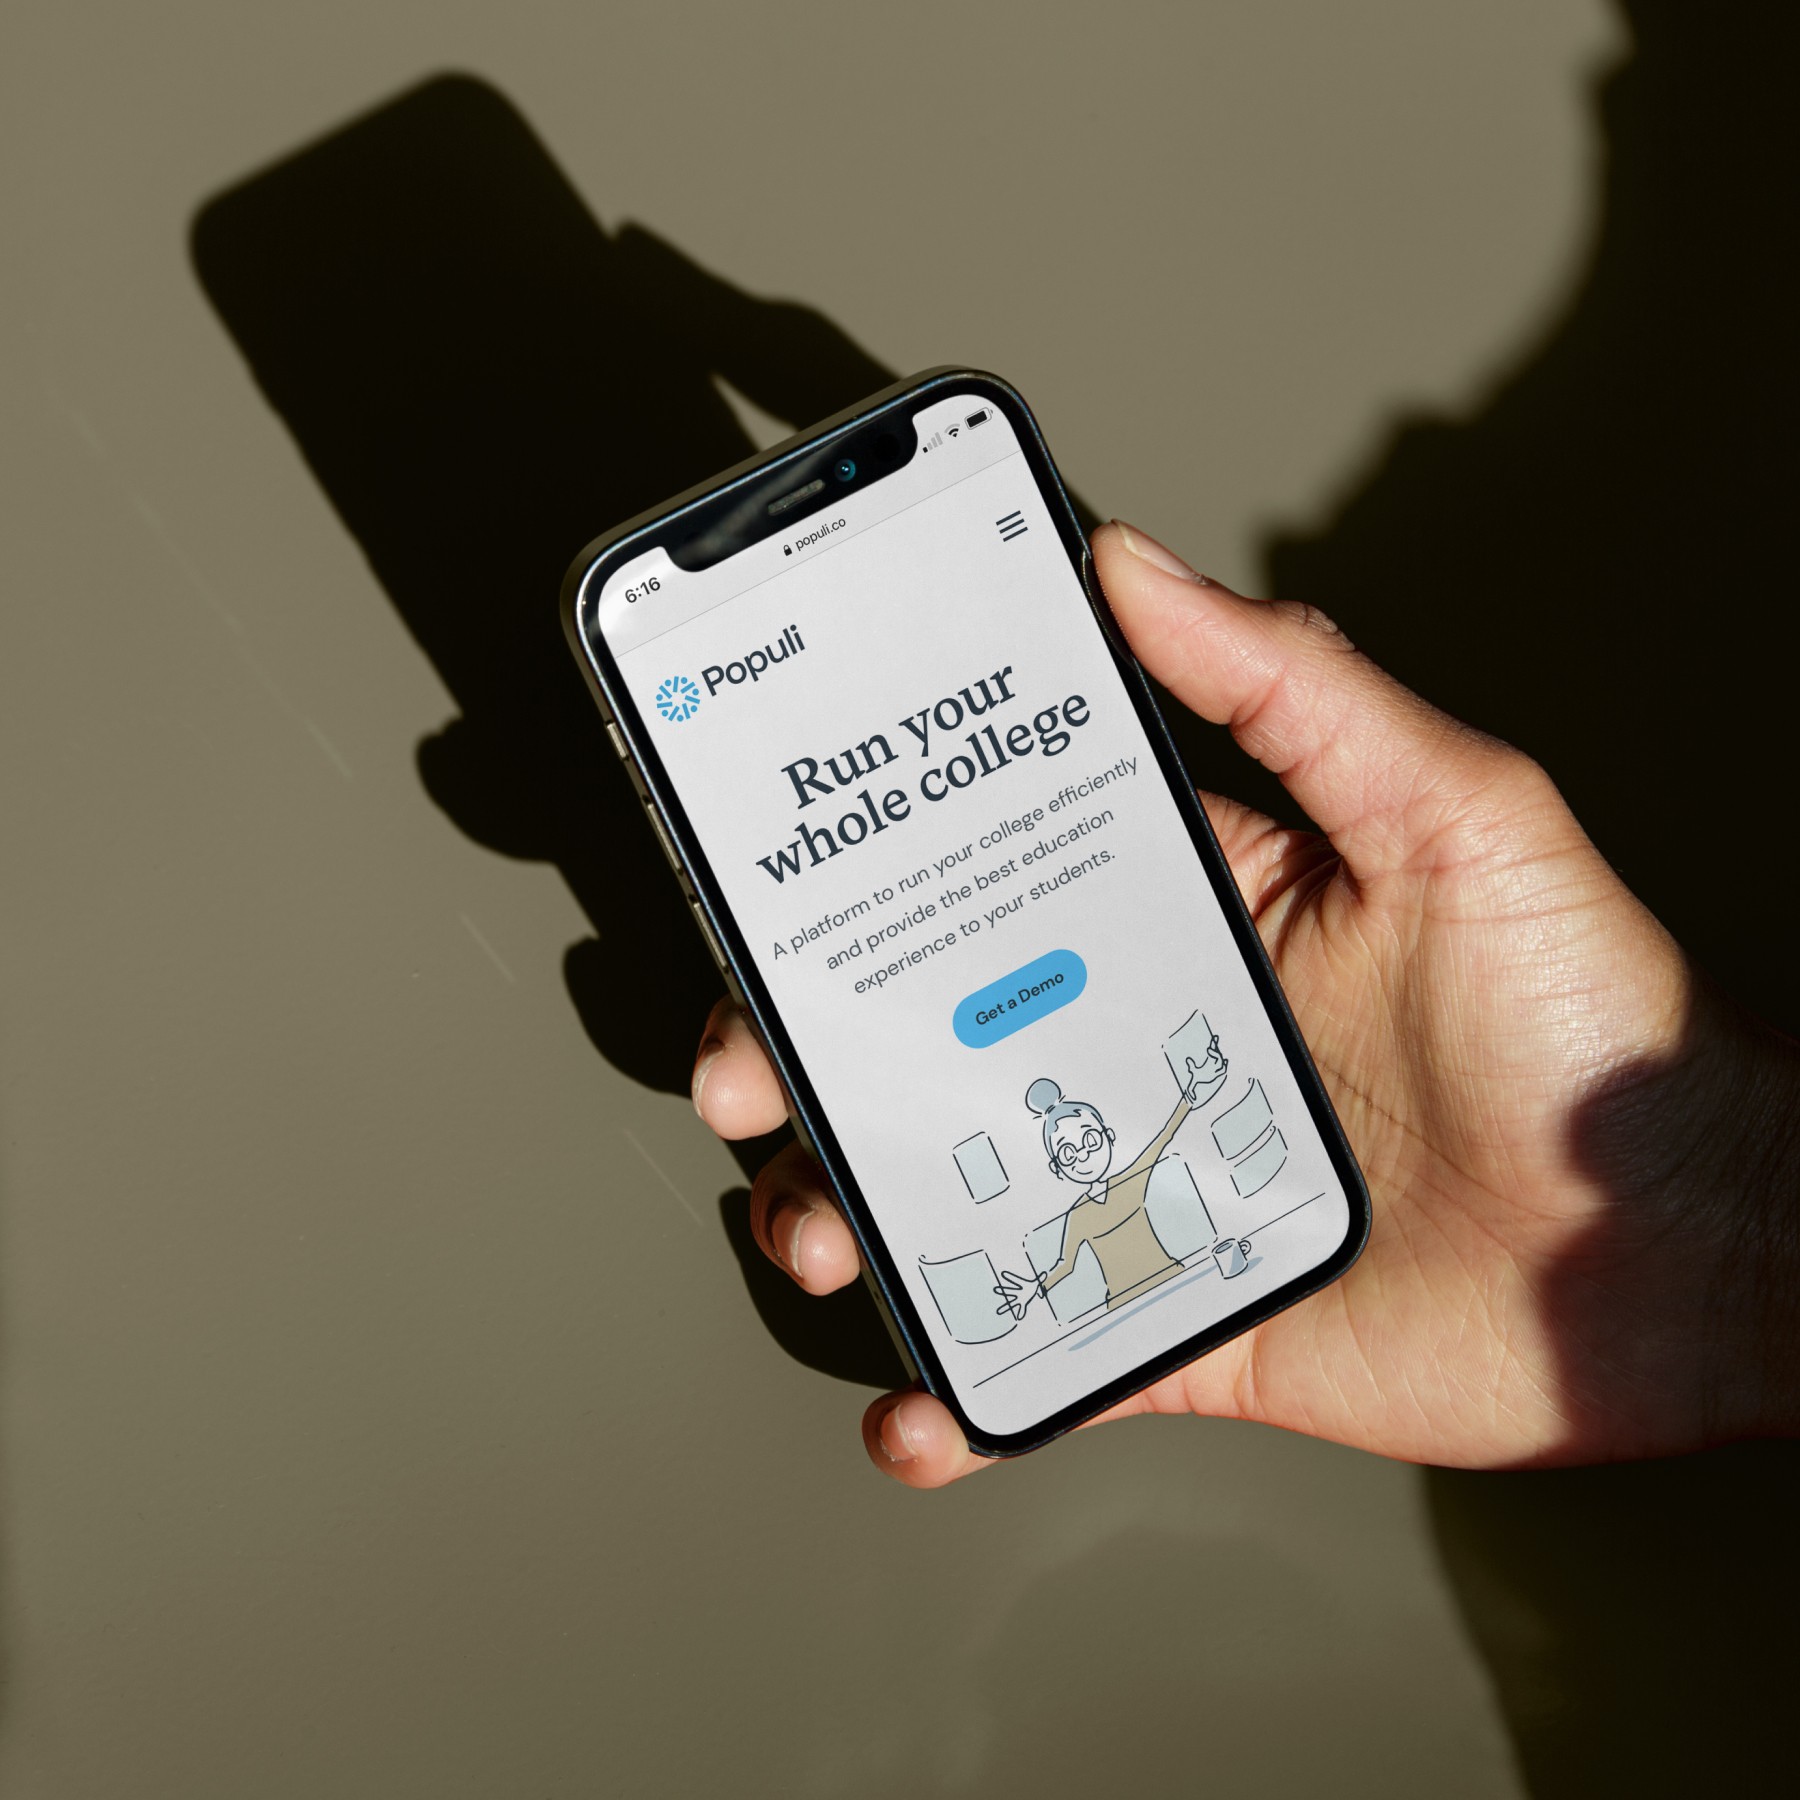 6:16
populi.co
Populi
Run your
whole college
A platform to run your college efficiently
and provide the best education
experience to your students.
Get a Demo